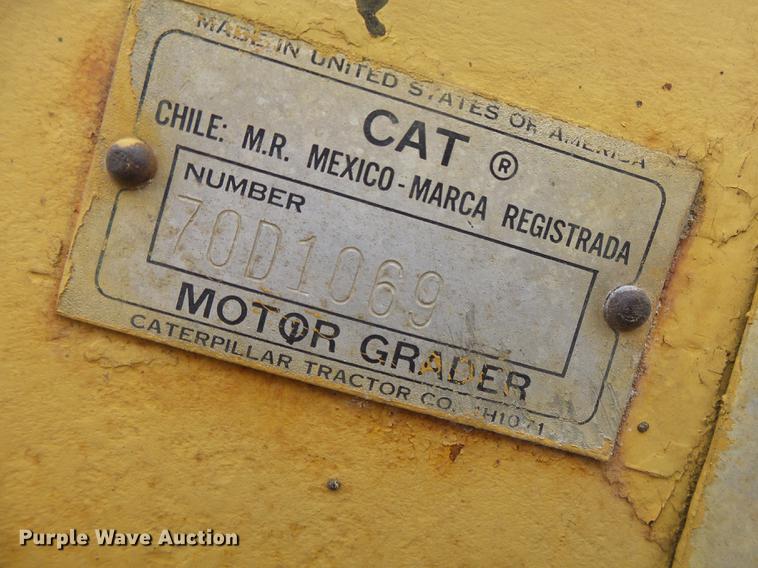 MADE IN UNITED STATES OF AMERICA
CAT ®
CHILE: M.R. MEXICO - MARCA REGISTRADA
NUMBER
70D1069
MOTOR GRADER
CATERPILLAR TRACTOR CO.
Purple Wave Auction